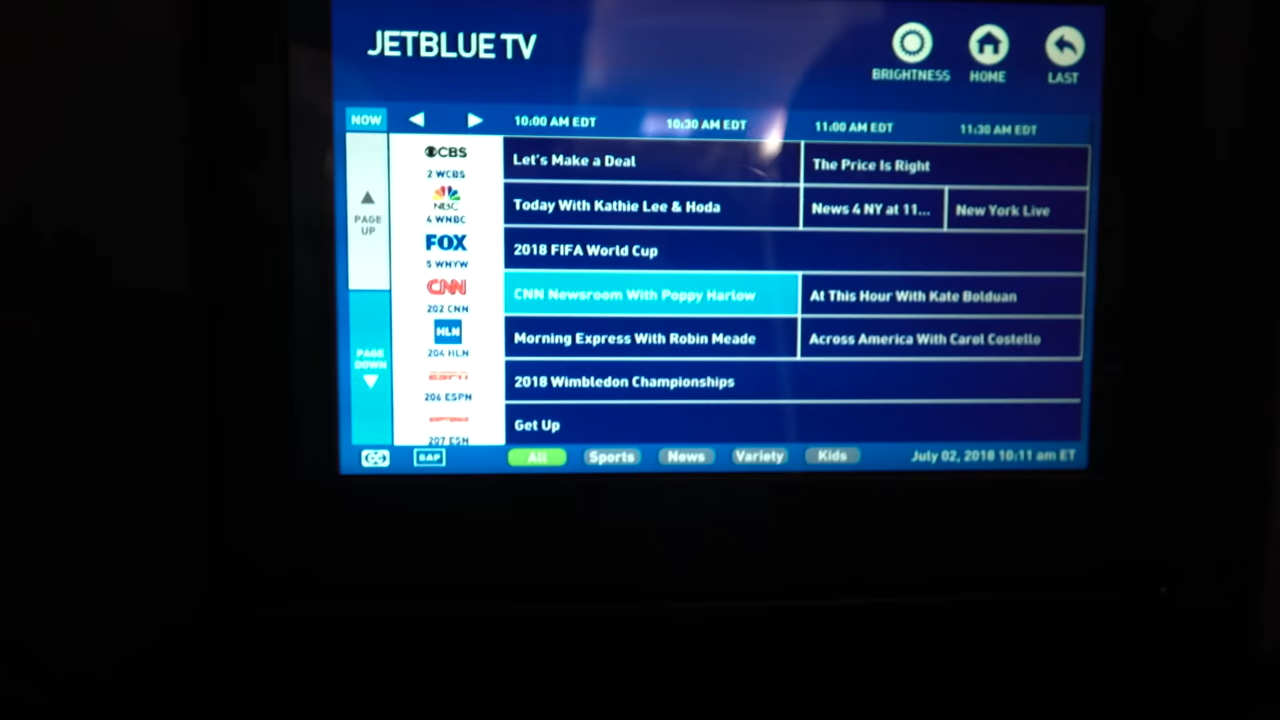 JETBLUE TV
BRIGHTNESS HOME LAST
NOW 10:00 AM EDT 10:30 AM EDT 11:00 AM EDT 11:30 AM EDT
CBS
2 WCBS
Let's Make a Deal The Price Is Right
NBC
4 WNBC
Today With Kathie Lee & Hoda News 4 NY at 11... New York Live
PAGE UP
FOX
5 WNYW
2018 FIFA World Cup
CNN
202 CNN
CNN Newsroom With Poppy Harlow At This Hour With Kate Bolduan
HLN
204 HLN
Morning Express With Robin Meade Across America With Carol Costello
PAGE DOWN
ESPN
206 ESPN
2018 Wimbledon Championships
207 ESN
Get Up
CC SAP All Sports News Variety Kids July 02, 2018 10:11 am ET